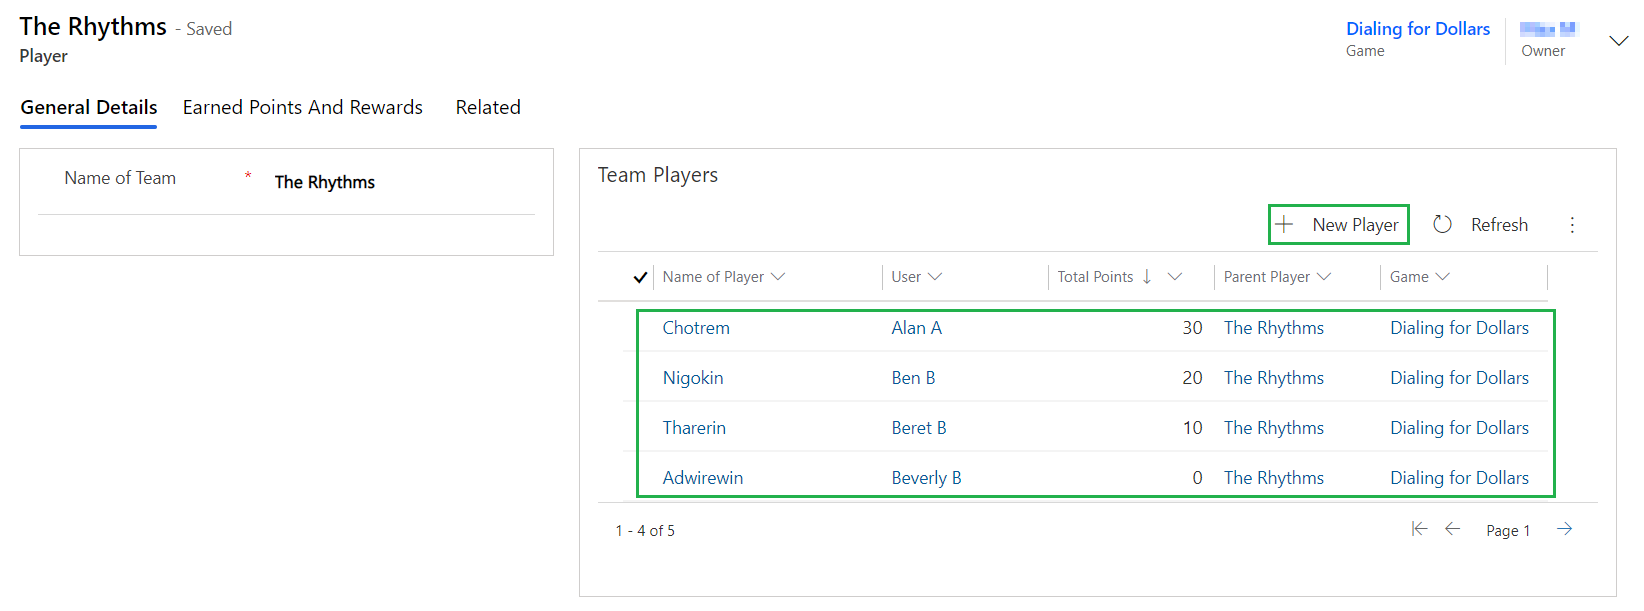 The Rhythms - Saved
Player
Dialing for Dollars
Game
Owner
General Details Earned Points And Rewards Related
Name of Team * The Rhythms
Team Players
New Player Refresh
Name of Player User Total Points Parent Player Game
Chotrem Alan A 30 The Rhythms Dialing for Dollars
Nigokin Ben B 20 The Rhythms Dialing for Dollars
Tharerin Beret B 10 The Rhythms Dialing for Dollars
Adwirewin Beverly B 0 The Rhythms Dialing for Dollars
1 - 4 of 5 Page 1